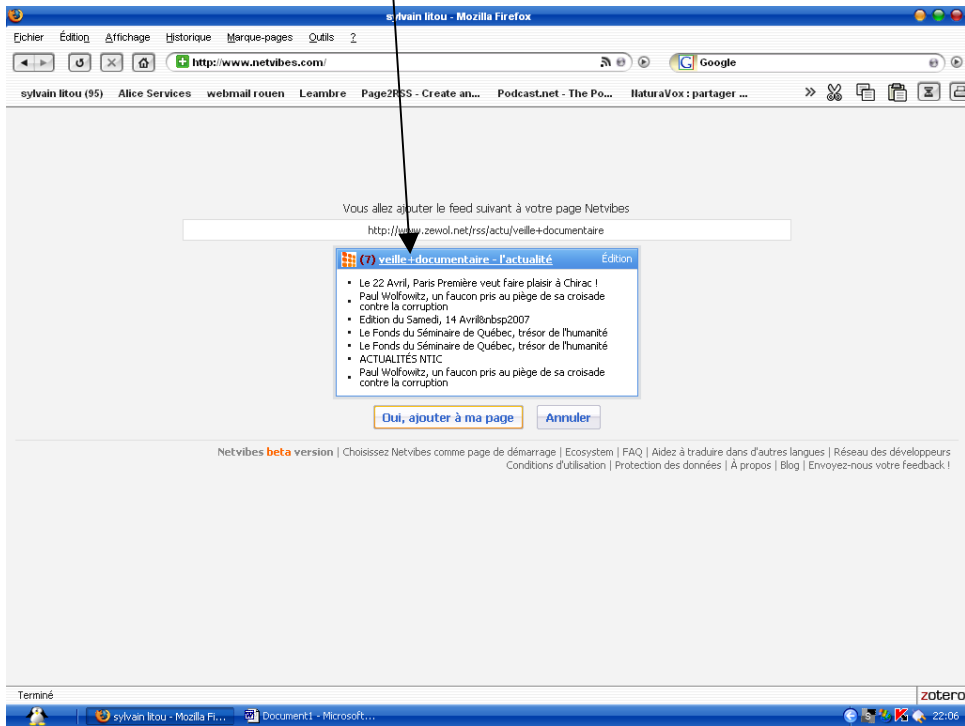 sylvain litou - Mozilla Firefox
Fichier Édition Affichage Historique Marque-pages Outils ?
http://www.netvibes.com/ Google
sylvain litou (95) Alice Services webmail rouen Leambre Page2RSS - Create an... Podcast.net - The Po... NaturaVox : partager ... »
Vous allez ajouter le feed suivant à votre page Netvibes
http://www.zewol.net/rss/actu/veille+documentaire
(7) veille+documentaire - l'actualité Édition
Le 22 Avril, Paris Première veut faire plaisir à Chirac !
Paul Wolfowitz, un faucon pris au piège de sa croisade
contre la corruption
Edition du Samedi, 14 Avril&nbsp2007
Le Fonds du Séminaire de Québec, trésor de l'humanité
Le Fonds du Séminaire de Québec, trésor de l'humanité
ACTUALITÉS NTIC
Paul Wolfowitz, un faucon pris au piège de sa croisade
contre la corruption
Oui, ajouter à ma page Annuler
Netvibes beta version | Choisissez Netvibes comme page de démarrage | Ecosystem | FAQ | Aidez à traduire dans d'autres langues | Réseau des développeurs
Conditions d'utilisation | Protection des données | À propos | Blog | Envoyez-nous votre feedback !
Terminé zotero
sylvain litou - Mozilla Fi... Document1 - Microsoft... 22:06